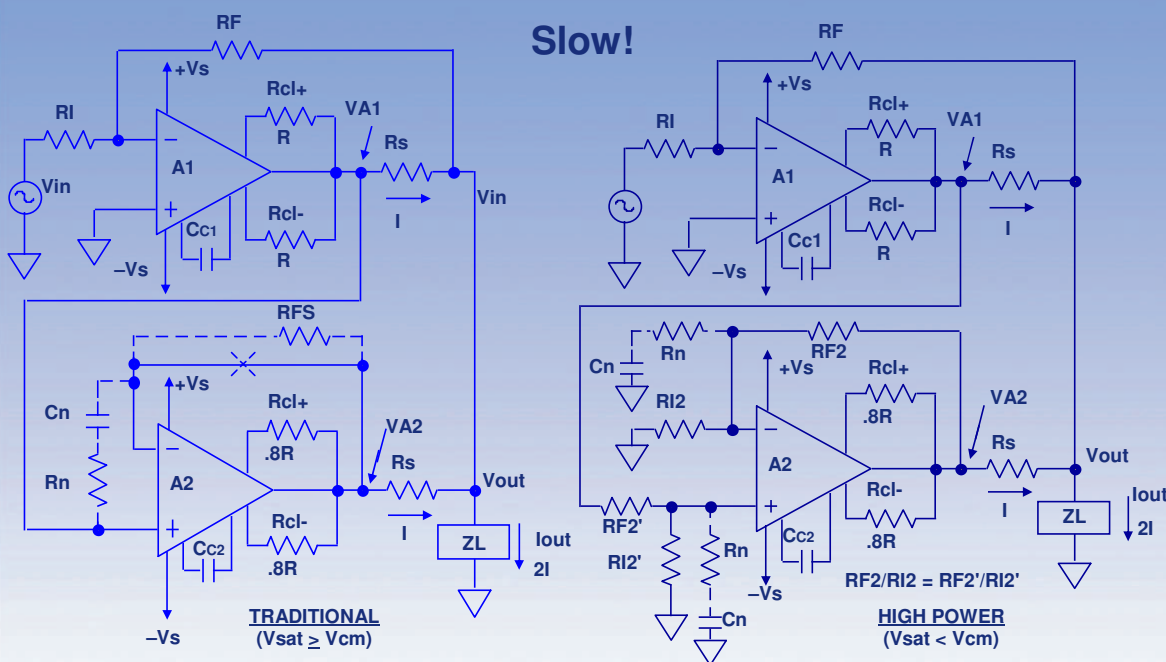 Slow!
RF
+Vs
RI
Rcl+
R
VA1
Rs
−
A1
Vin
+
Rcl-
R
Cc1
–Vs
I
Vin
RFS
+Vs
Cn
Rn
Rcl+
.8R
VA2
Rs
−
A2
Vout
+
Rcl-
.8R
Cc2
I
ZL
Iout
2I
–Vs
TRADITIONAL
(Vsat ≥ Vcm)
RF
+Vs
RI
Rcl+
R
VA1
Rs
−
A1
+
Rcl-
R
Cc1
–Vs
I
Cn
Rn
RF2
+Vs
RI2
Rcl+
.8R
VA2
Rs
−
A2
Vout
+
Rcl-
.8R
Cc2
I
Iout
ZL
2I
RF2'
RI2'
Rn
–Vs
Cn
RF2/RI2 = RF2'/RI2'
HIGH POWER
(Vsat < Vcm)